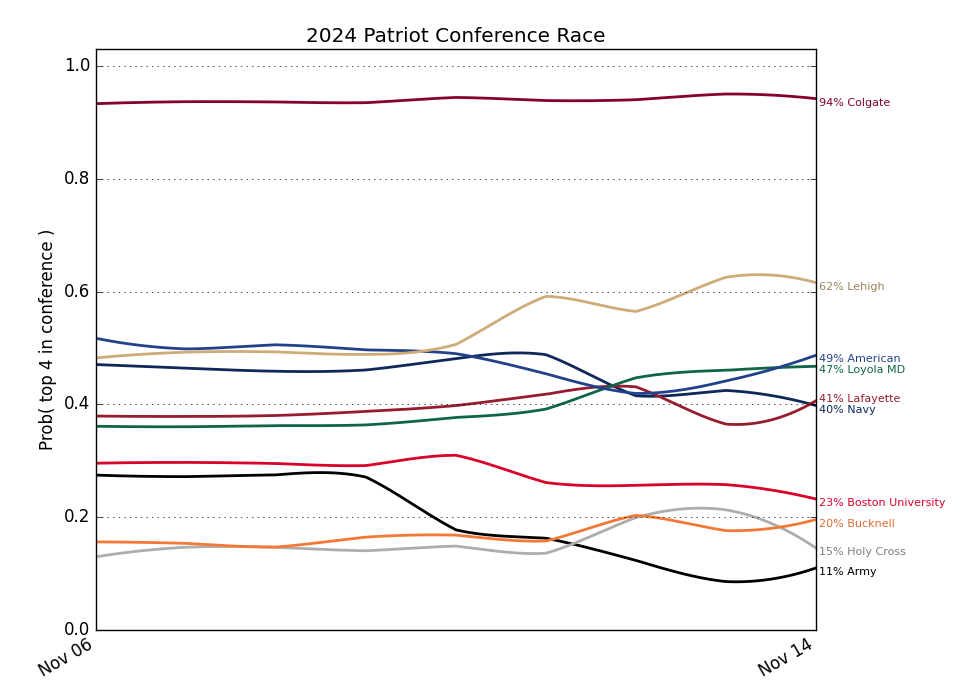 2024 Patriot Conference Race
Prob( top 4 in conference )
1.0
0.8
0.6
0.4
0.2
0.0
Nov 06
Nov 14
94% Colgate
62% Lehigh
49% American
47% Loyola MD
41% Lafayette
40% Navy
23% Boston University
20% Bucknell
15% Holy Cross
11% Army